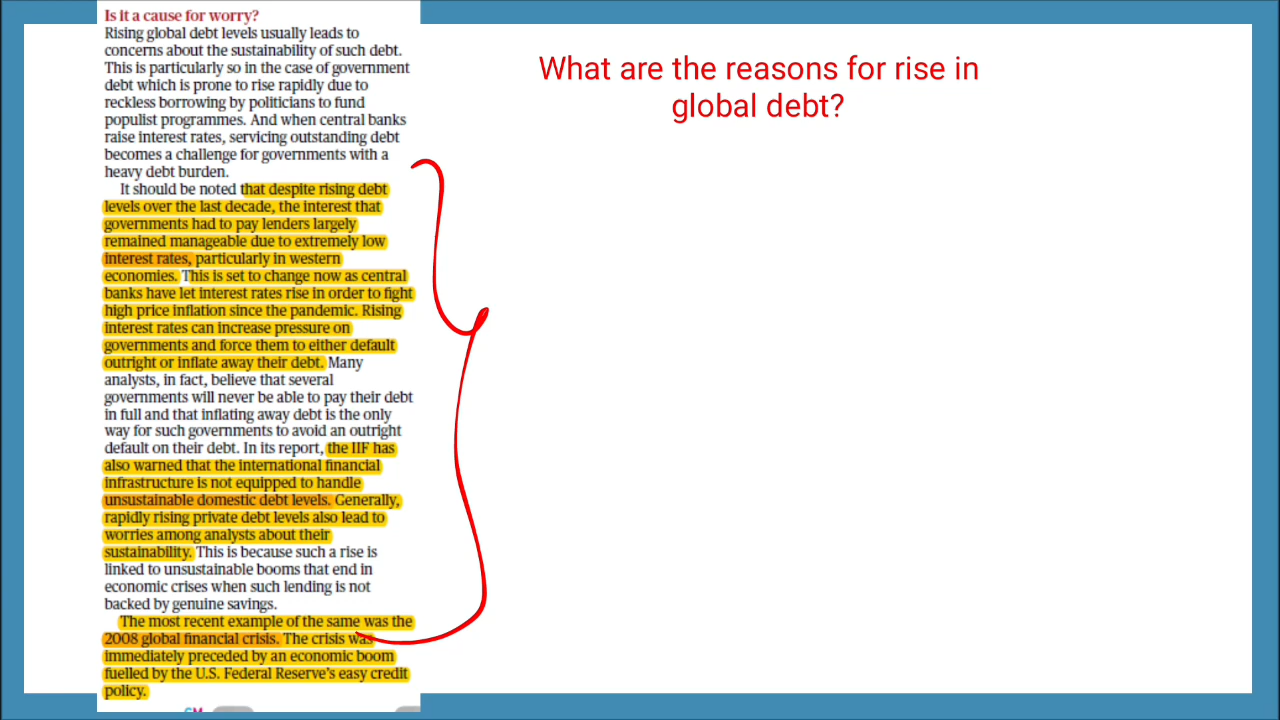 Is it a cause for worry?
Rising global debt levels usually leads to
concerns about the sustainability of such debt.
This is particularly so in the case of government
debt which is prone to rise rapidly due to
reckless borrowing by politicians to fund
populist programmes. And when central banks
raise interest rates, servicing outstanding debt
becomes a challenge for governments with a
heavy debt burden.
It should be noted that despite rising debt
levels over the last decade, the interest that
governments had to pay lenders largely
remained manageable due to extremely low
interest rates, particularly in western
economies. This is set to change now as central
banks have let interest rates rise in order to fight
high price inflation since the pandemic. Rising
interest rates can increase pressure on
governments and force them to either default
outright or inflate away their debt. Many
analysts, in fact, believe that several
governments will never be able to pay their debt
in full and that inflating away debt is the only
way for such governments to avoid an outright
default on their debt. In its report, the IIF has
also warned that the international financial
infrastructure is not equipped to handle
unsustainable domestic debt levels. Generally,
rapidly rising private debt levels also lead to
worries among analysts about their
sustainability. This is because such a rise is
linked to unsustainable booms that end in
economic crises when such lending is not
backed by genuine savings.
The most recent example of the same was the
2008 global financial crisis. The crisis was
immediately preceded by an economic boom
fuelled by the U.S. Federal Reserve's easy credit
policy.
What are the reasons for rise in
global debt?